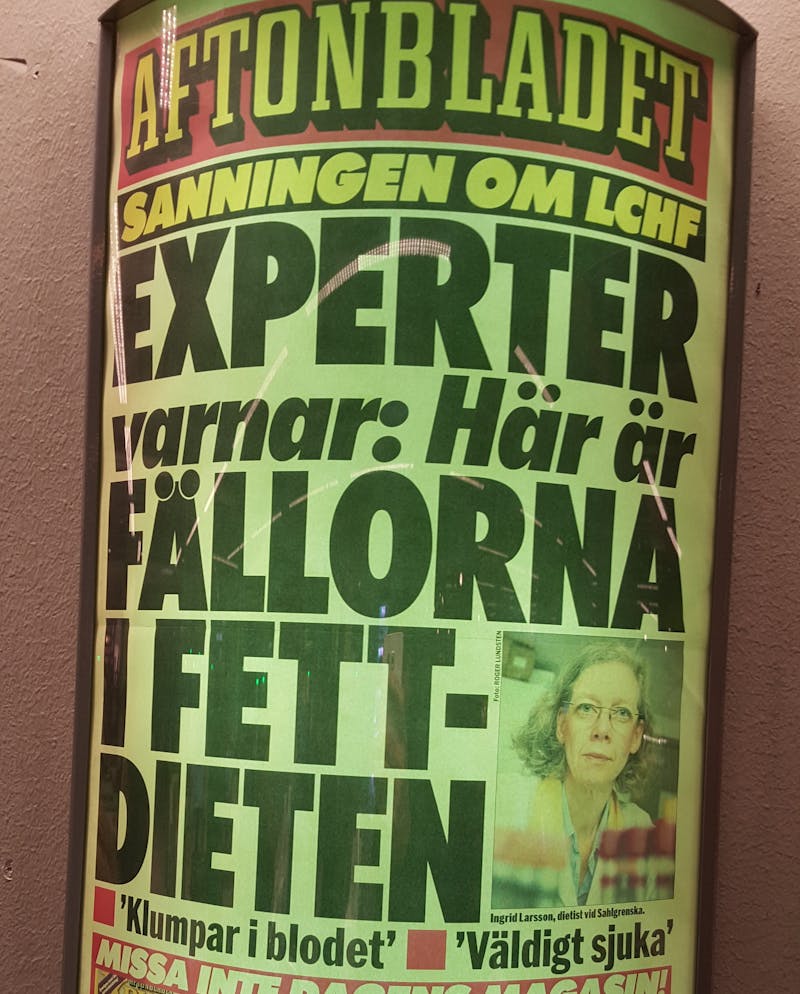 AFTONBLADET
SANNINGEN OM LCHF
EXPERTER
varnar: Här är
FÄLLORNA
I FETT-
DIETEN
Foto: ROGER LUNDSTEN
Ingrid Larsson, dietist vid Sahlgrenska.
'Klumpar i blodet' 'Väldigt sjuka'
MISSA INTE DAGENS MAGASIN!